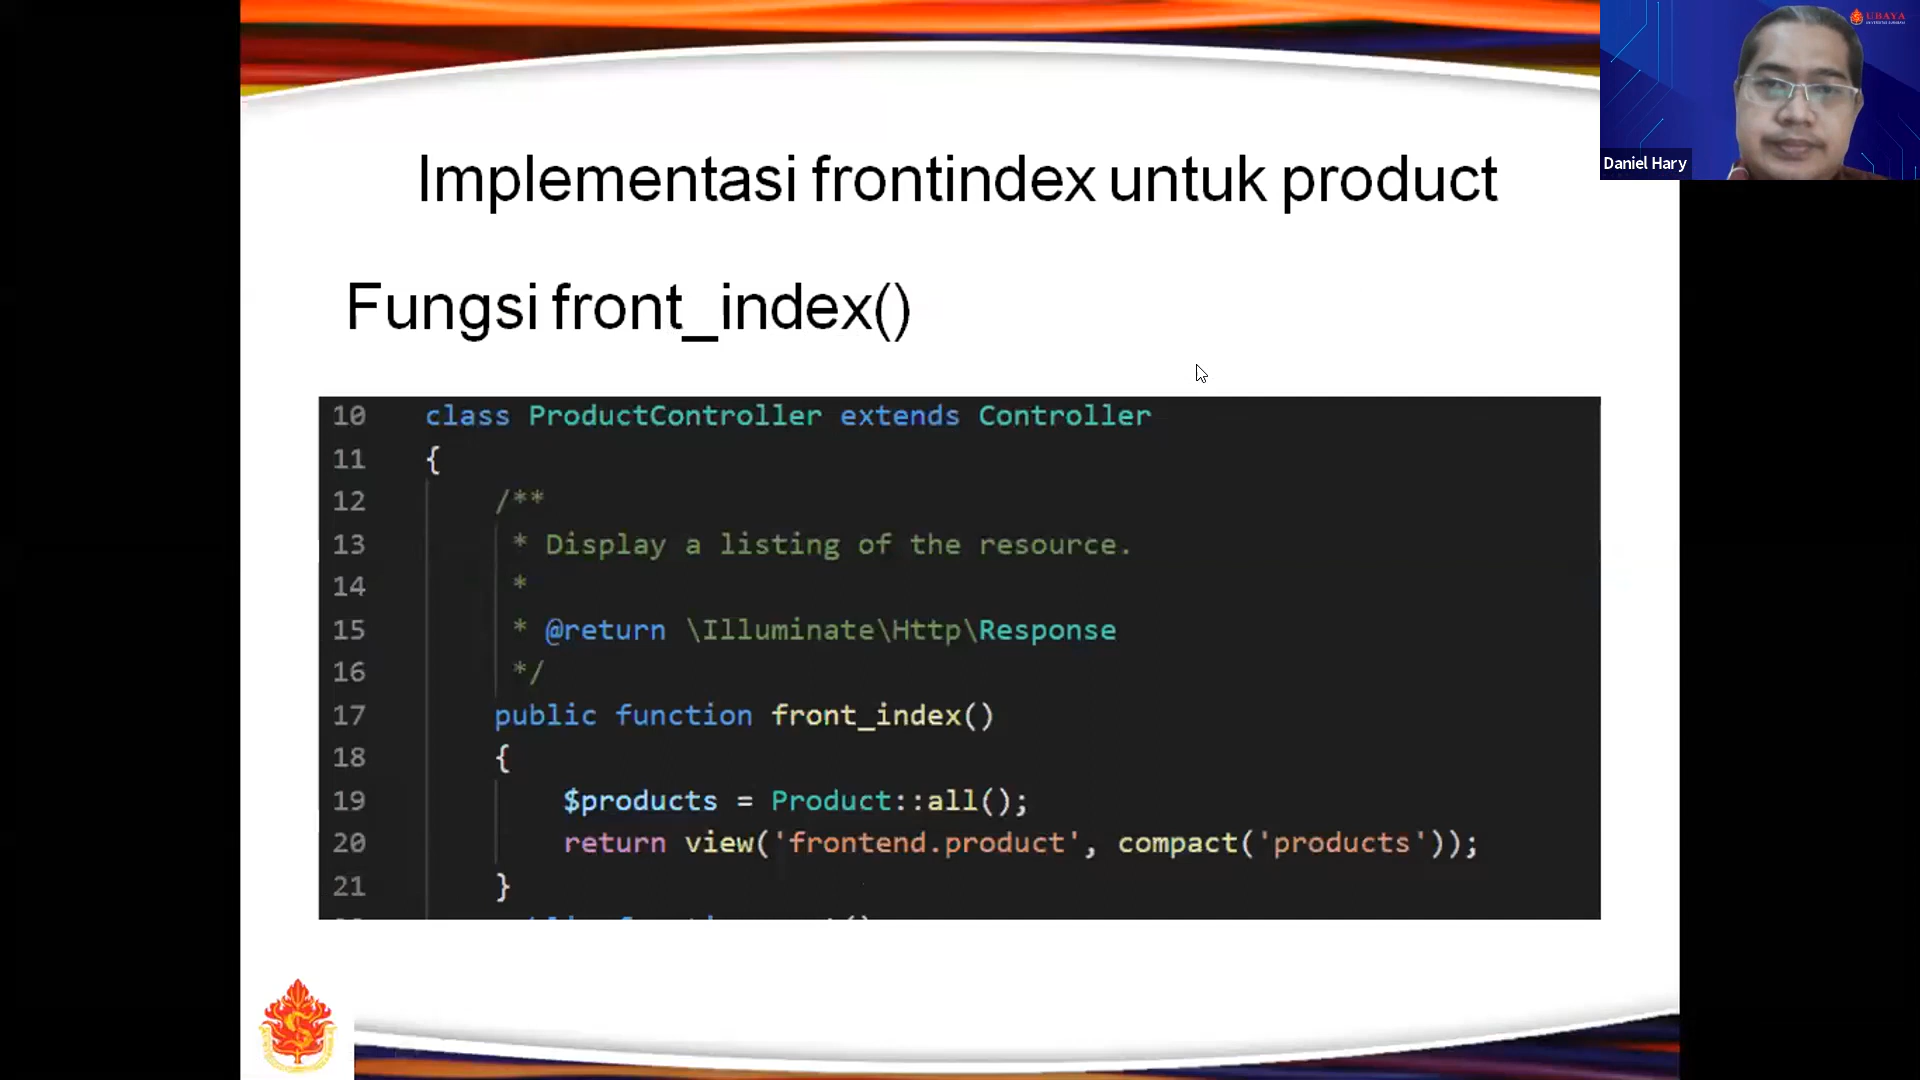 UBAYA
Daniel Hary
Implementasi frontindex untuk product
Fungsi front_index()
10 class ProductController extends Controller
11 {
12 /**
13 * Display a listing of the resource.
14 *
15 * @return \Illuminate\Http\Response
16 */
17 public function front_index()
18 {
19 $products = Product::all();
20 return view('frontend.product', compact('products'));
21 }